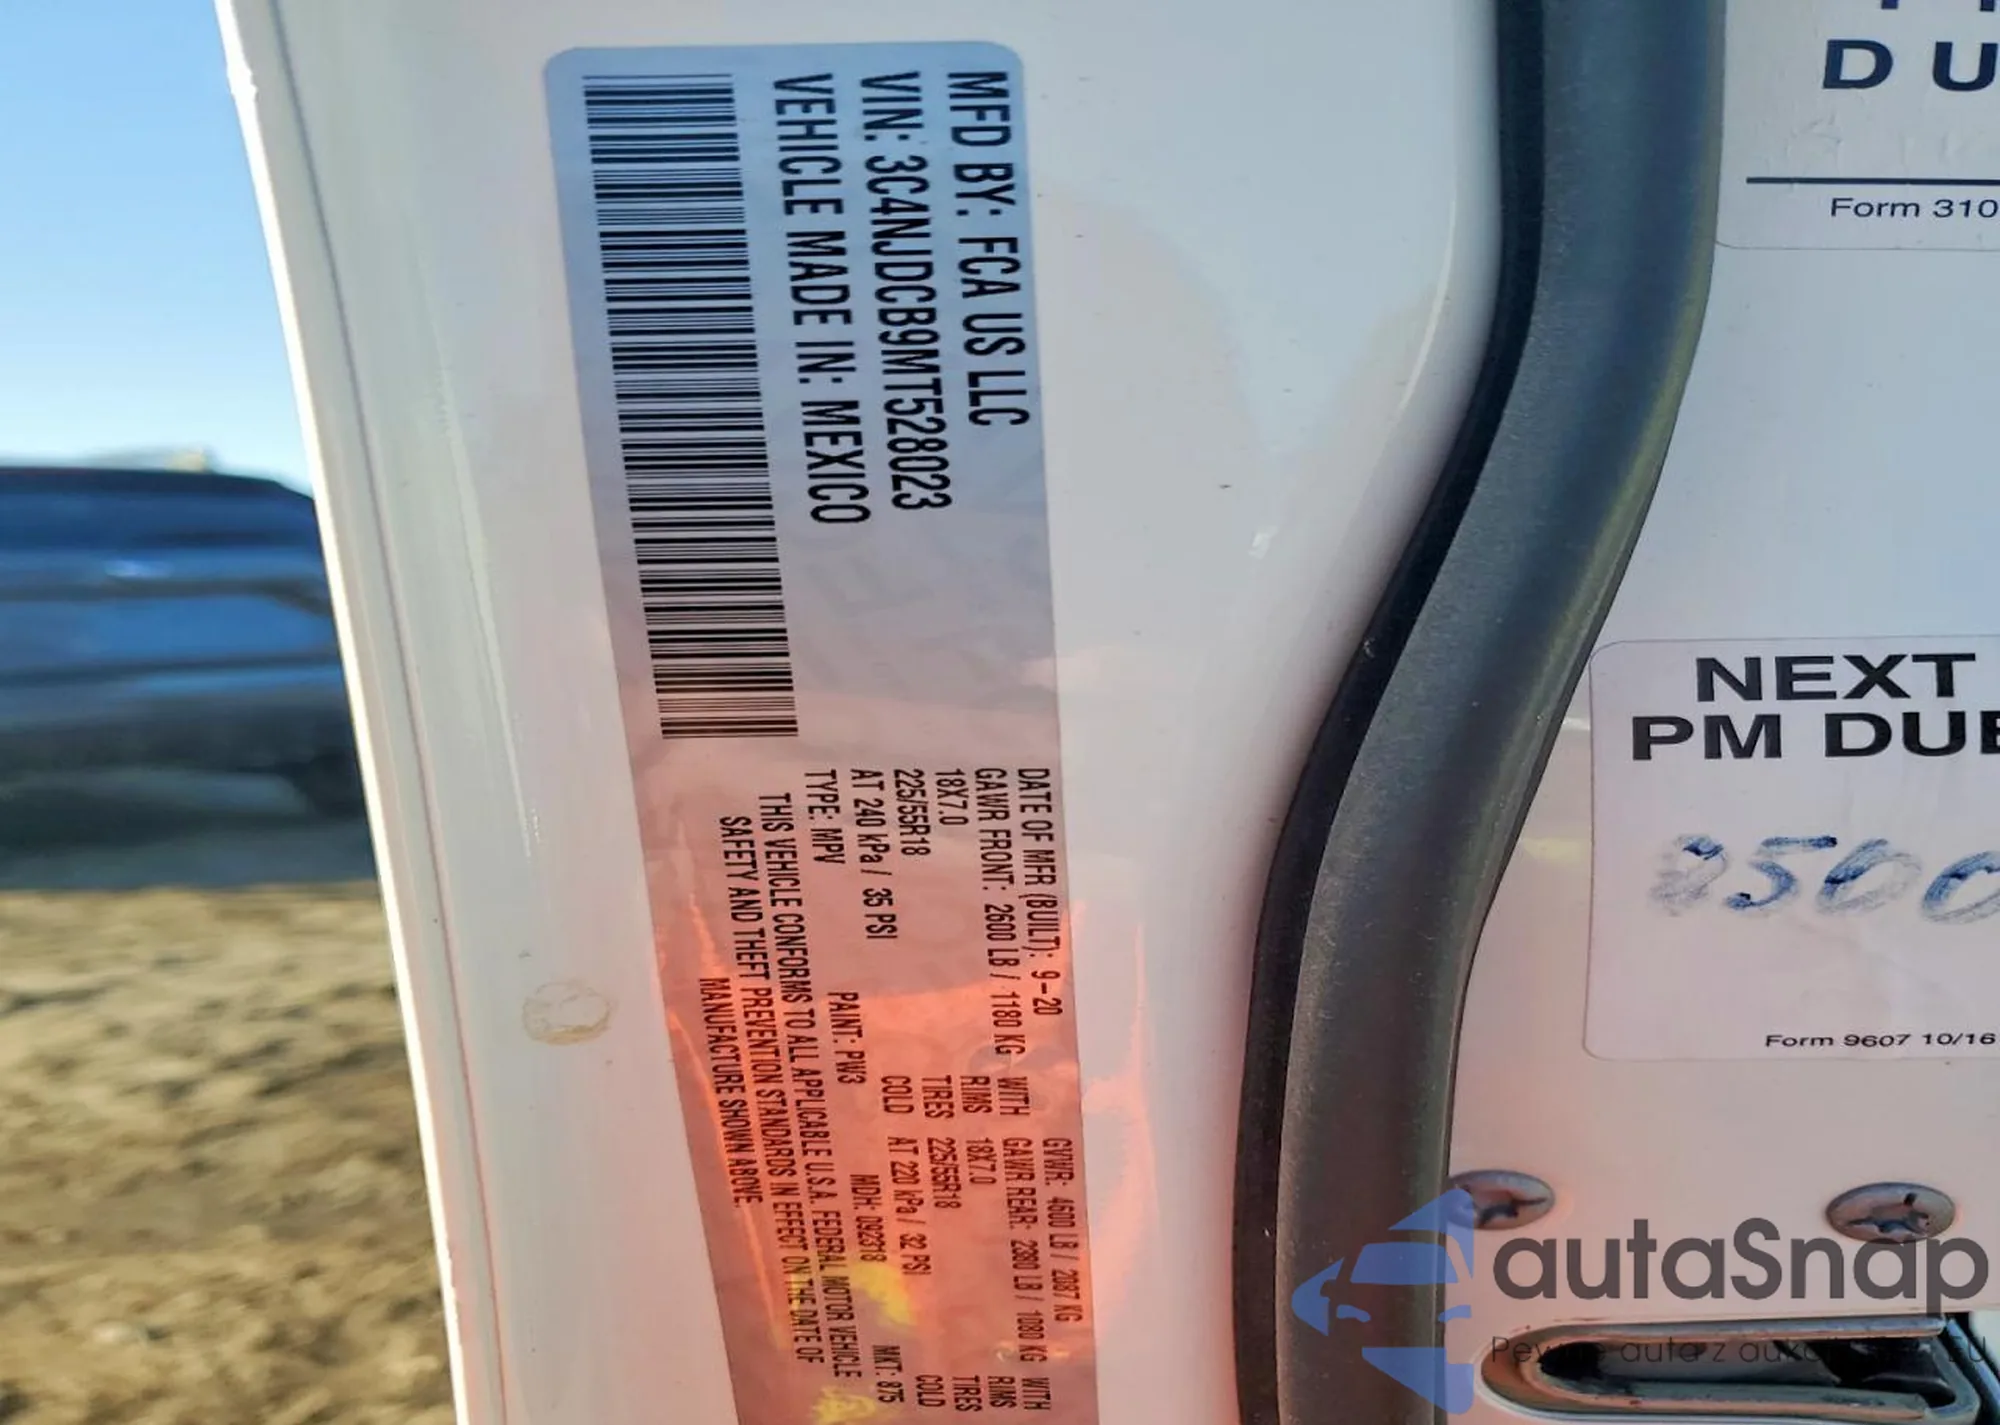 MFD BY: FCA US LLC
VIN: 3C4NJDCB9MT528023
VEHICLE MADE IN: MEXICO
DATE OF MFR (BUILT): 9-20 GVWR: 4600 LB / 2087 KG
GAWR FRONT: 2600 LB / 1180 KG WITH GAWR REAR: 2380 LB / 1080 KG WITH
18X7.0 RIMS 18X7.0 RIMS
225/55R18 TIRES 225/55R18 TIRES
AT 240 kPa / 35 PSI COLD AT 220 kPa / 32 PSI COLD
TYPE: MPV PAINT: PW3 MDH: 092318 MKT: 875
THIS VEHICLE CONFORMS TO ALL APPLICABLE U.S.A. FEDERAL MOTOR VEHICLE
SAFETY AND THEFT PREVENTION STANDARDS IN EFFECT ON THE DATE OF
MANUFACTURE SHOWN ABOVE.
DU
Form 310
NEXT
PM DUE
8500
Form 9607 10/16
autaSnap
auta z